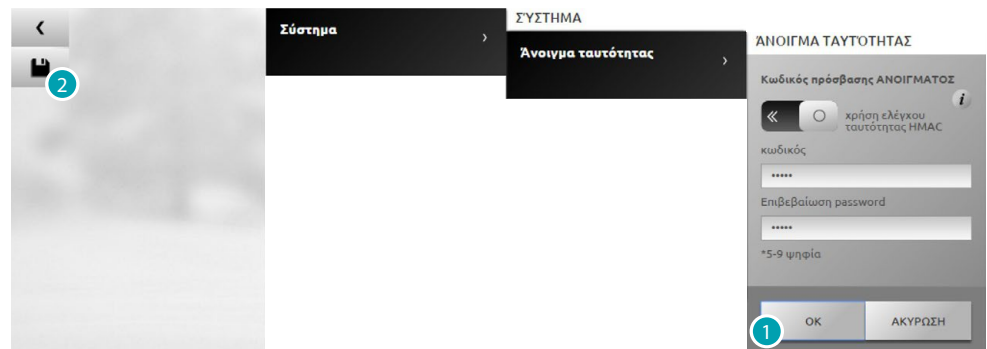 2
Σύστημα
ΣΎΣΤΗΜΑ
Άνοιγμα ταυτότητας
ΆΝΟΙΓΜΑ ΤΑΥΤΌΤΗΤΑΣ
Κωδικός πρόσβασης ΑΝΟΙΓΜΑΤΟΣ
i
χρήση ελέγχου
ταυτότητας HMAC
κωδικός
•••••
Επιβεβαίωση password
•••••
*5-9 ψηφία
1
OK
ΑΚΥΡΩΣΗ